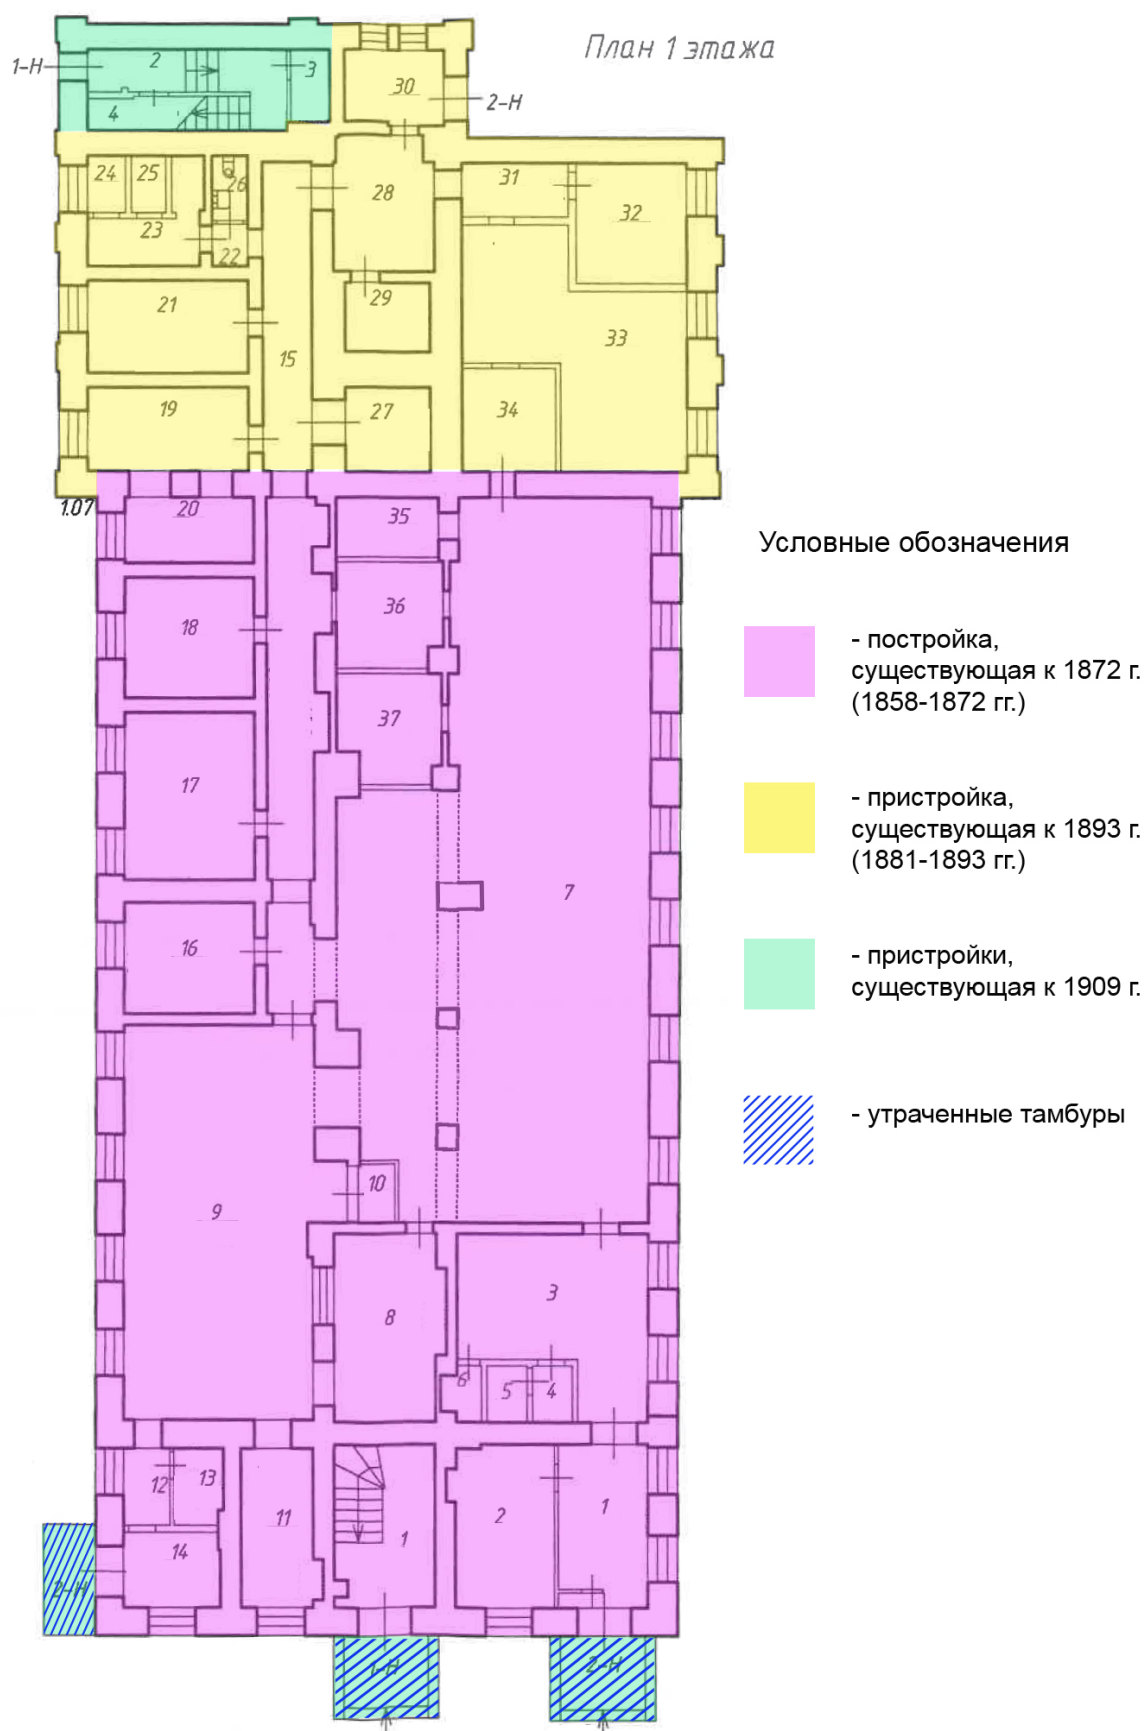 План 1 этажа
1-Н
2
3
4
30
2-Н
24
25
26
23
22
28
31
32
21
29
15
33
19
27
34
1.07
20
35
18
36
37
17
7
16
10
9
8
3
6
5
4
12
13
11
14
1
2
1
2-Н
1-Н
2-Н
Условные обозначения
- постройка,
существующая к 1872 г.
(1858-1872 гг.)
- пристройка,
существующая к 1893 г.
(1881-1893 гг.)
- пристройки,
существующая к 1909 г.
- утраченные тамбуры